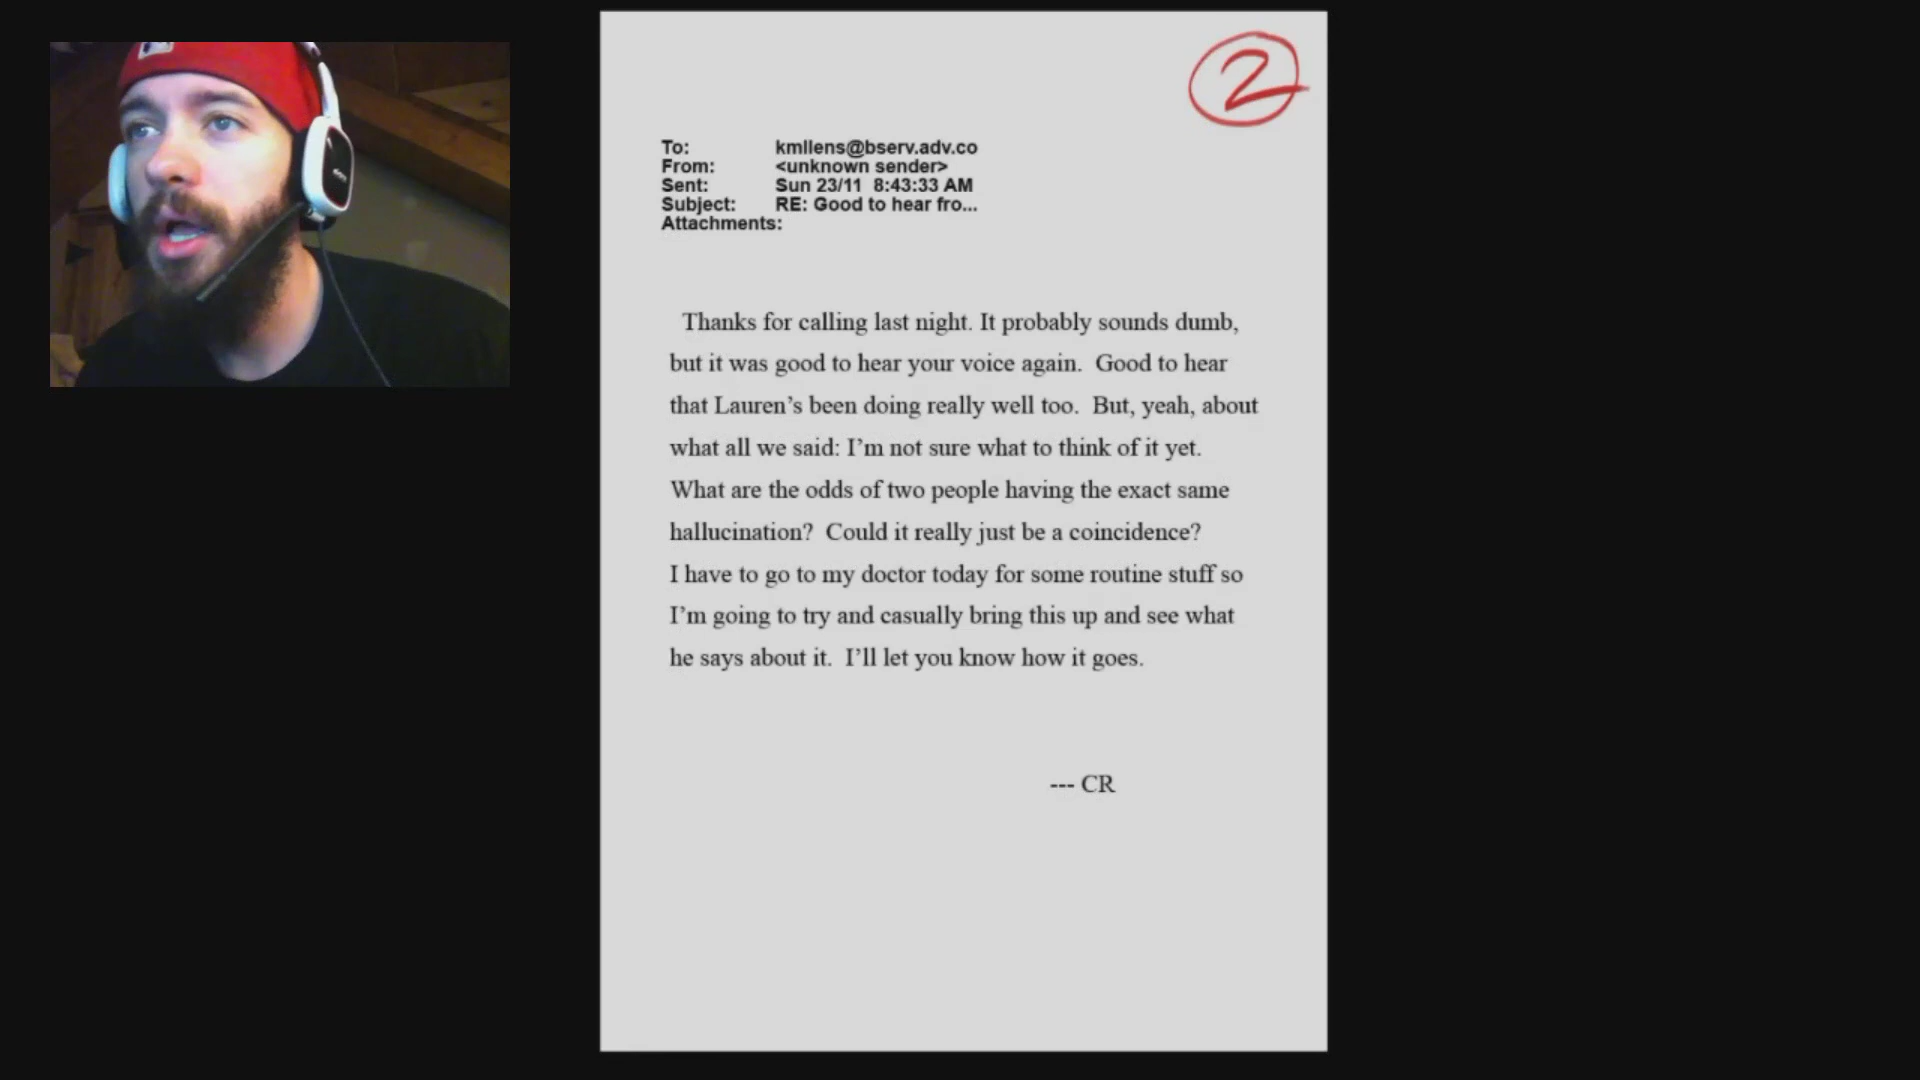 2
To: kmllens@bserv.adv.co
From: <unknown sender>
Sent: Sun 23/11 8:43:33 AM
Subject: RE: Good to hear fro...
Attachments:
Thanks for calling last night. It probably sounds dumb,
but it was good to hear your voice again. Good to hear
that Lauren’s been doing really well too. But, yeah, about
what all we said: I’m not sure what to think of it yet.
What are the odds of two people having the exact same
hallucination? Could it really just be a coincidence?
I have to go to my doctor today for some routine stuff so
I’m going to try and casually bring this up and see what
he says about it. I’ll let you know how it goes.
--- CR